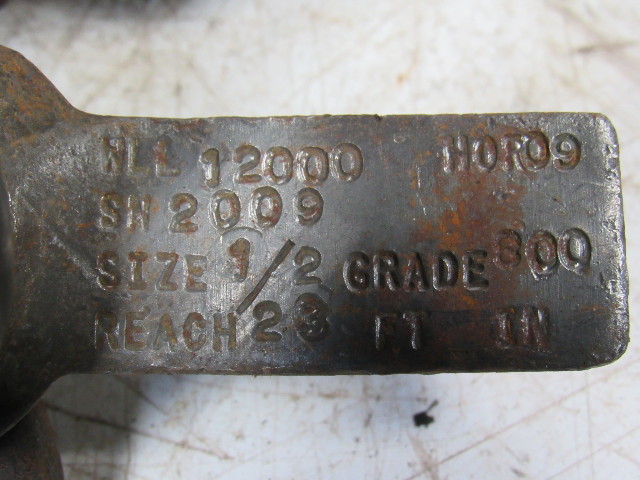 WLL 12000 HOR09
SN 2009
SIZE 1/2 GRADE 800
REACH 23 FT IN